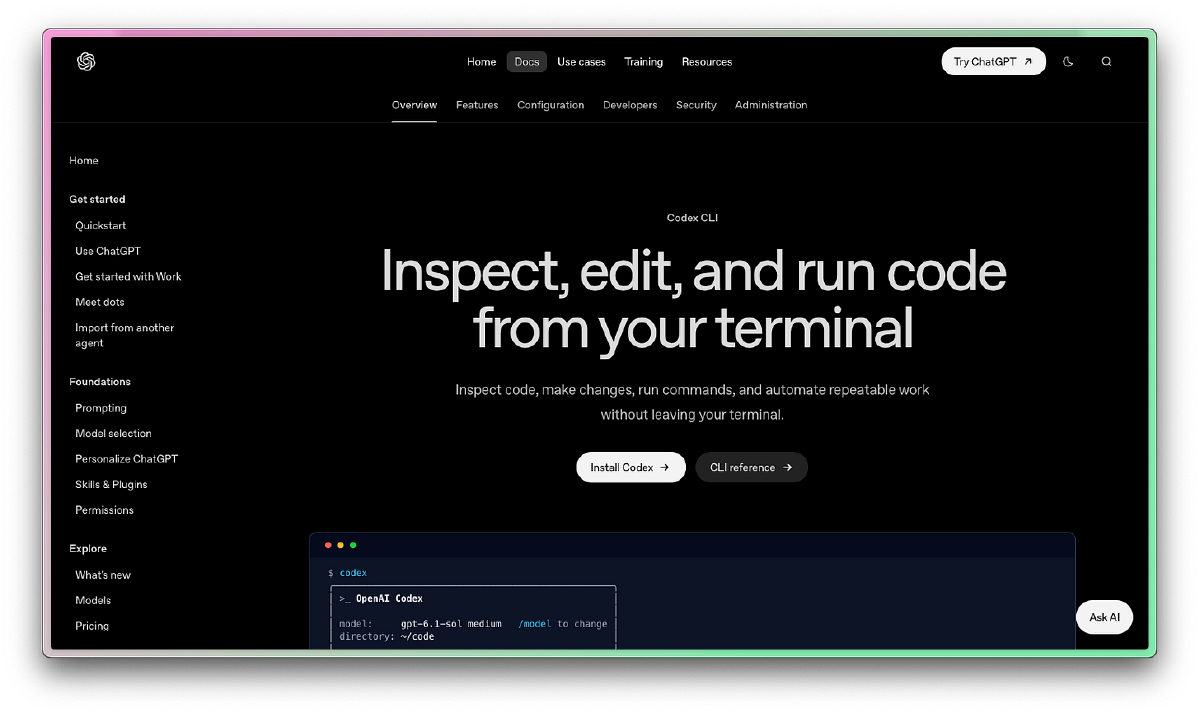 Home Docs Use cases Training Resources
Try ChatGPT ↗
Overview Features Configuration Developers Security Administration
Home
Get started
Quickstart
Use ChatGPT
Get started with Work
Meet dots
Import from another
agent
Foundations
Prompting
Model selection
Personalize ChatGPT
Skills & Plugins
Permissions
Explore
What's new
Models
Pricing
Codex CLI
Inspect, edit, and run code
from your terminal
Inspect code, make changes, run commands, and automate repeatable work
without leaving your terminal.
Install Codex →
CLI reference →
$ codex
>_ OpenAI Codex
model: gpt-6.1-sol medium /model to change
directory: ~/code
Ask AI